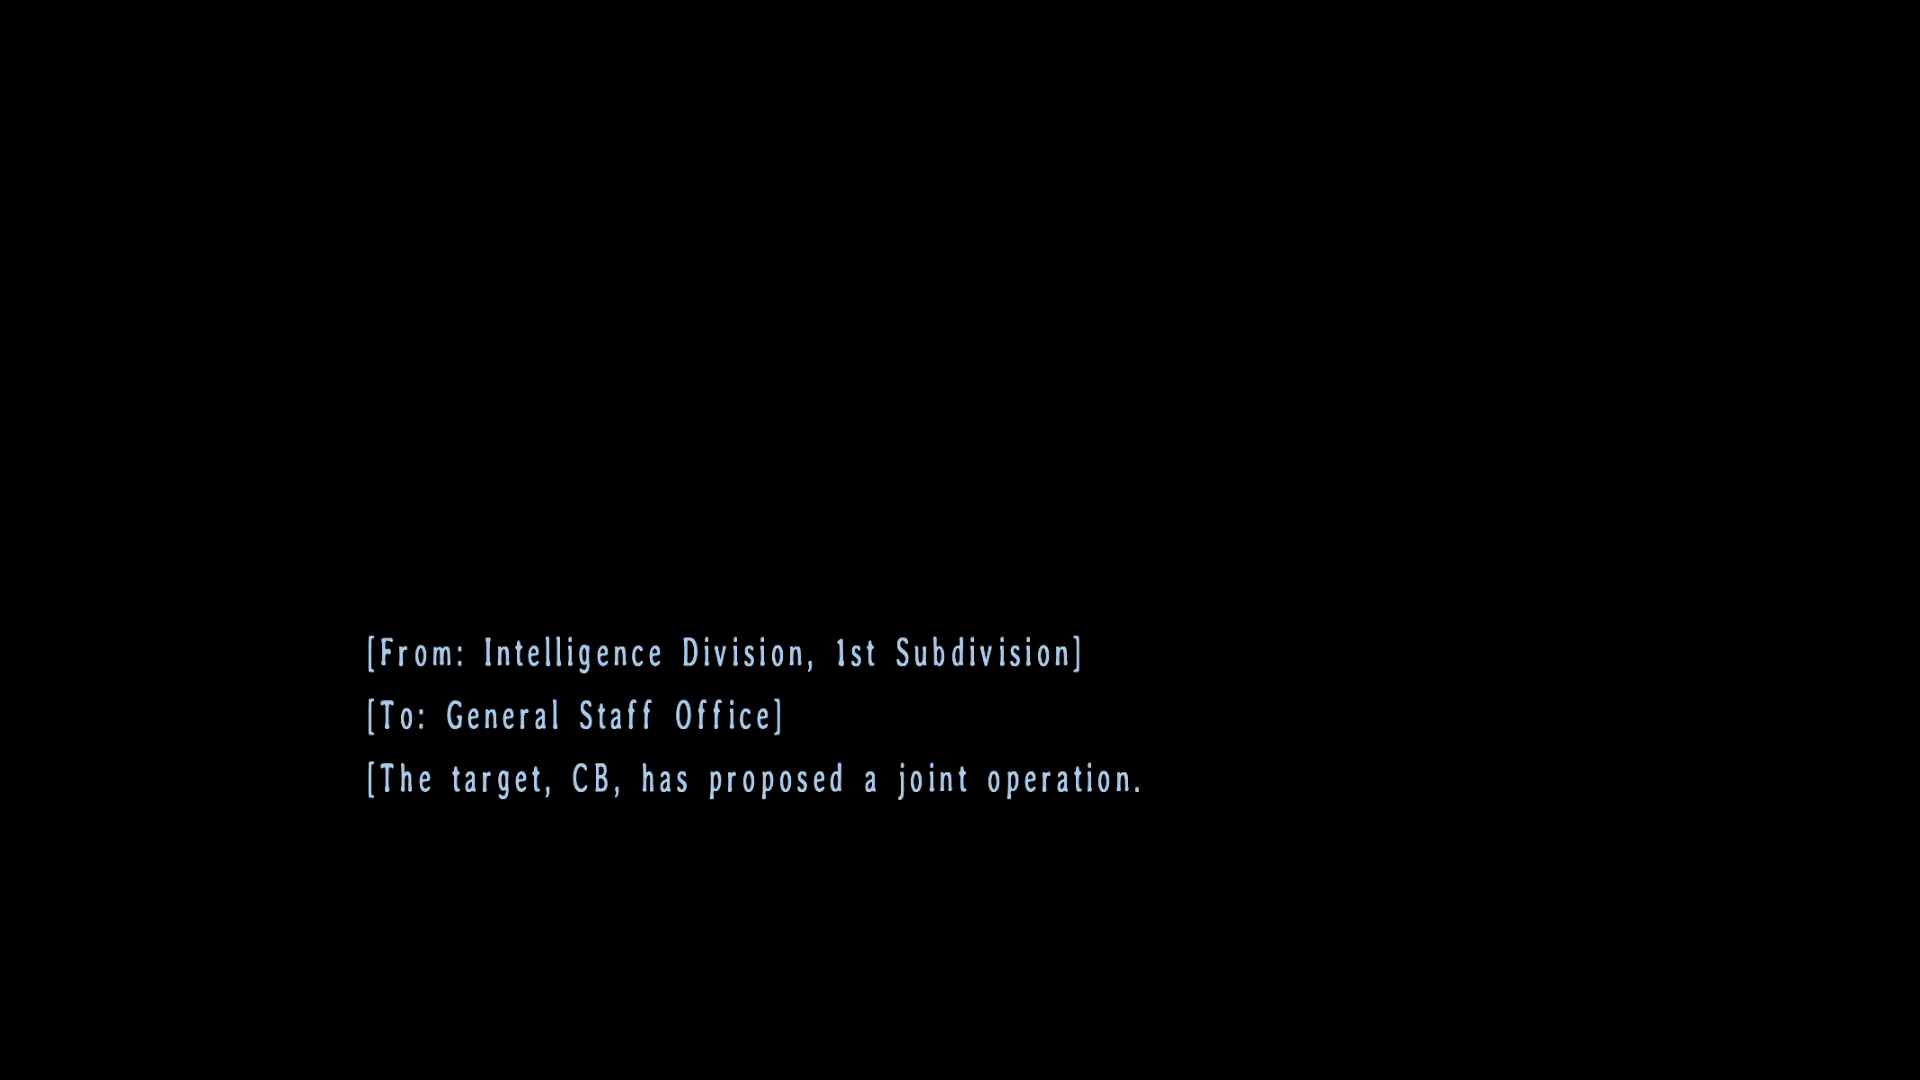 [From: Intelligence Division, 1st Subdivision]
[To: General Staff Office]
[The target, CB, has proposed a joint operation.